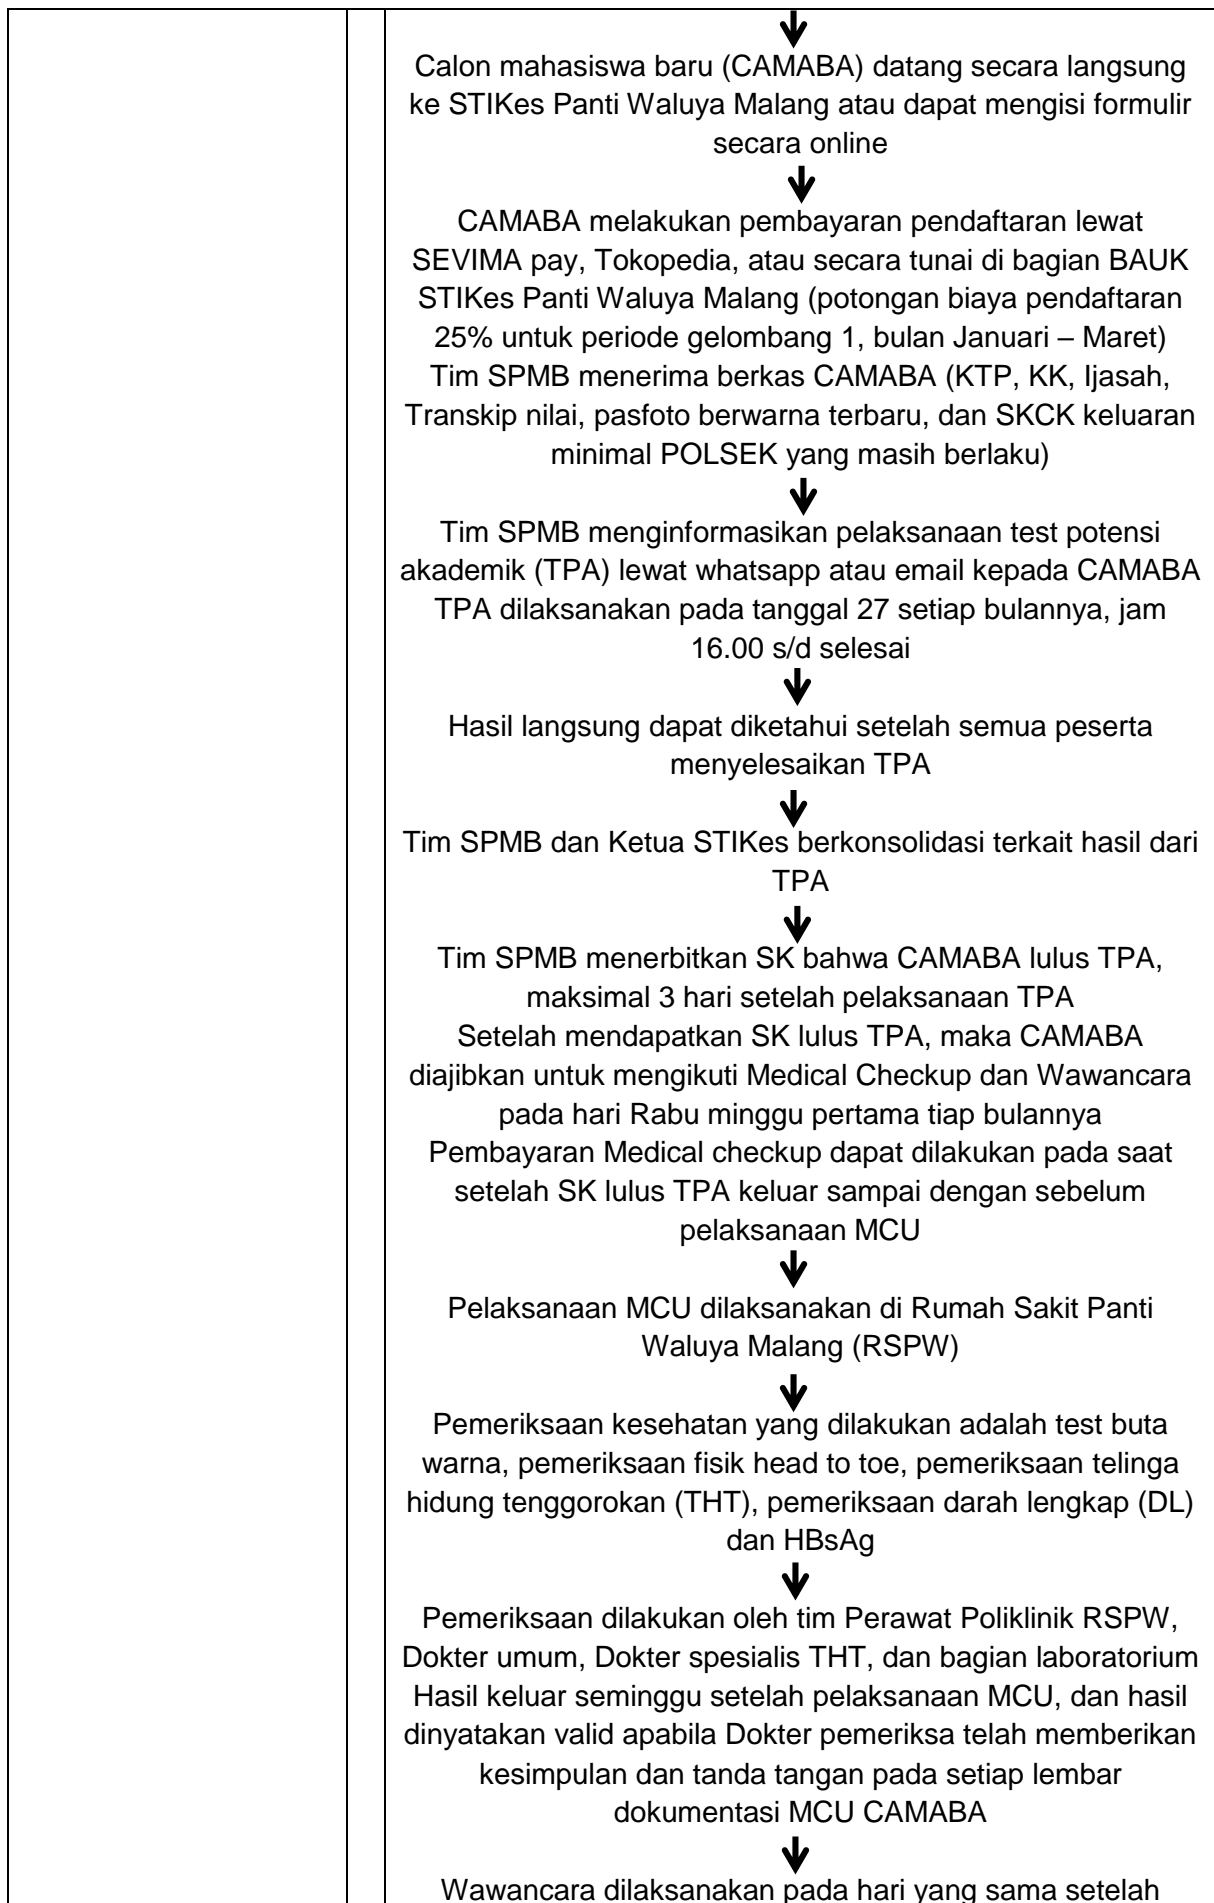 Calon mahasiswa baru (CAMABA) datang secara langsung
ke STIKes Panti Waluya Malang atau dapat mengisi formulir
secara online
CAMABA melakukan pembayaran pendaftaran lewat
SEVIMA pay, Tokopedia, atau secara tunai di bagian BAUK
STIKes Panti Waluya Malang (potongan biaya pendaftaran
25% untuk periode gelombang 1, bulan Januari – Maret)
Tim SPMB menerima berkas CAMABA (KTP, KK, Ijasah,
Transkip nilai, pasfoto berwarna terbaru, dan SKCK keluaran
minimal POLSEK yang masih berlaku)
Tim SPMB menginformasikan pelaksanaan test potensi
akademik (TPA) lewat whatsapp atau email kepada CAMABA
TPA dilaksanakan pada tanggal 27 setiap bulannya, jam
16.00 s/d selesai
Hasil langsung dapat diketahui setelah semua peserta
menyelesaikan TPA
Tim SPMB dan Ketua STIKes berkonsolidasi terkait hasil dari
TPA
Tim SPMB menerbitkan SK bahwa CAMABA lulus TPA,
maksimal 3 hari setelah pelaksanaan TPA
Setelah mendapatkan SK lulus TPA, maka CAMABA
diajibkan untuk mengikuti Medical Checkup dan Wawancara
pada hari Rabu minggu pertama tiap bulannya
Pembayaran Medical checkup dapat dilakukan pada saat
setelah SK lulus TPA keluar sampai dengan sebelum
pelaksanaan MCU
Pelaksanaan MCU dilaksanakan di Rumah Sakit Panti
Waluya Malang (RSPW)
Pemeriksaan kesehatan yang dilakukan adalah test buta
warna, pemeriksaan fisik head to toe, pemeriksaan telinga
hidung tenggorokan (THT), pemeriksaan darah lengkap (DL)
dan HBsAg
Pemeriksaan dilakukan oleh tim Perawat Poliklinik RSPW,
Dokter umum, Dokter spesialis THT, dan bagian laboratorium
Hasil keluar seminggu setelah pelaksanaan MCU, dan hasil
dinyatakan valid apabila Dokter pemeriksa telah memberikan
kesimpulan dan tanda tangan pada setiap lembar
dokumentasi MCU CAMABA
Wawancara dilaksanakan pada hari yang sama setelah